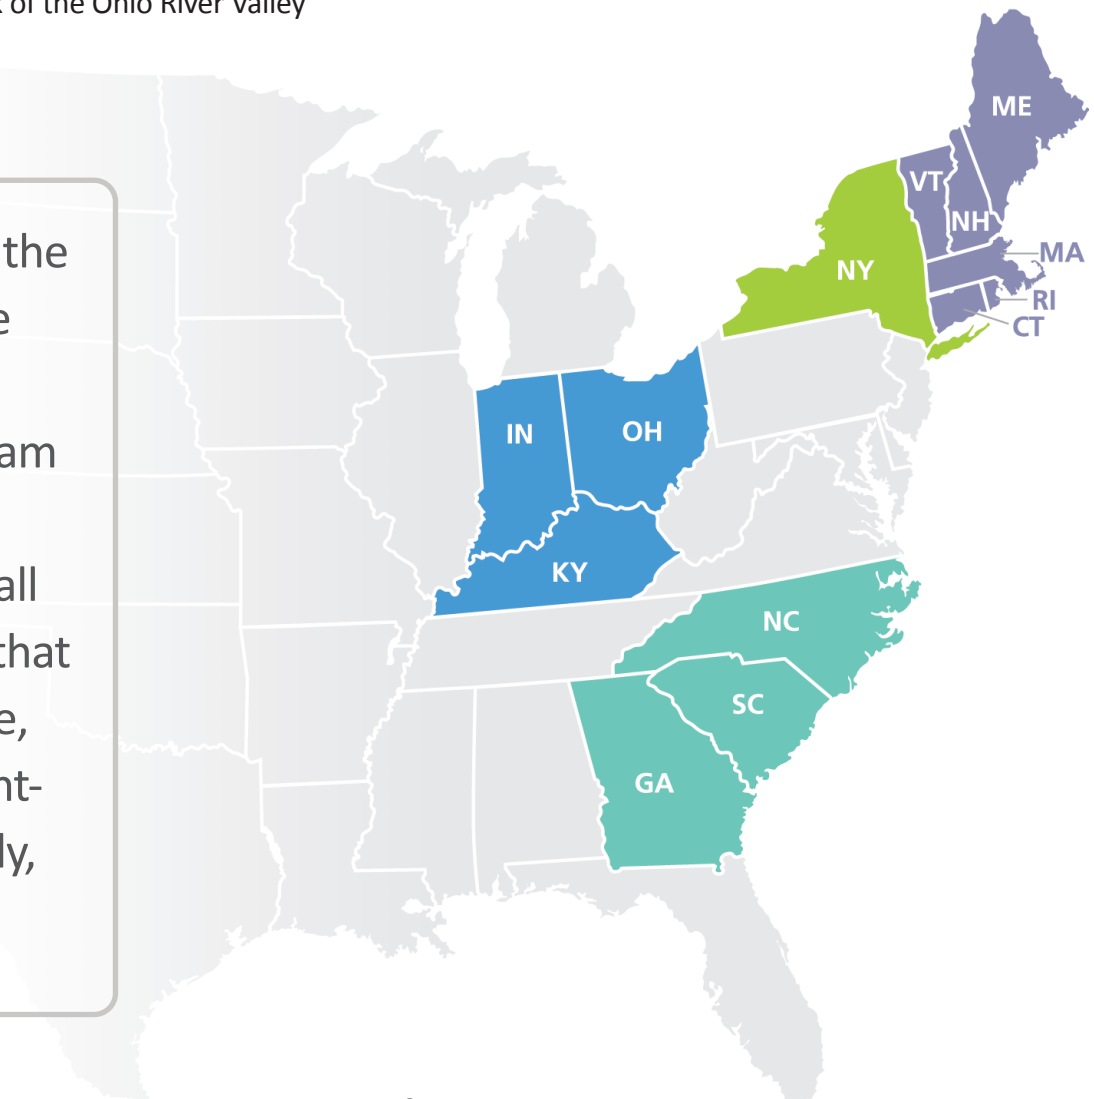 of the Ohio River Valley
the
e
am
all
that
e,
nt-
ly,
ME
VT
NH
MA
NY
RI
CT
IN
OH
KY
NC
SC
GA